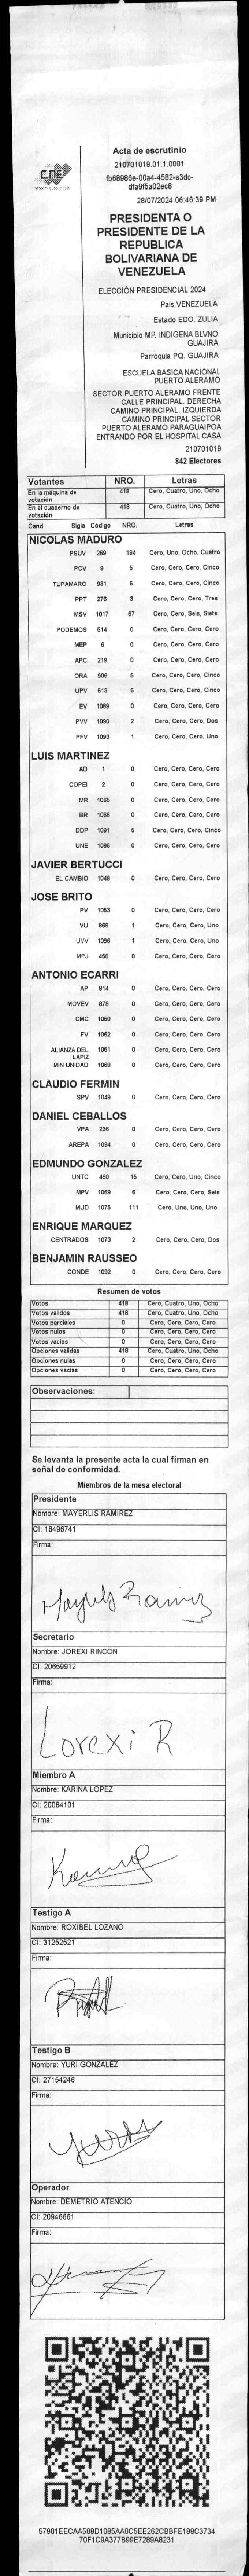 CNE
Acta de escrutinio
210701019.01.1.0001
fb68986e-00a4-4582-a3dc-
dfa9f5a02ec8
28/07/2024 06:46:39 PM
PRESIDENTA O
PRESIDENTE DE LA
REPUBLICA
BOLIVARIANA DE
VENEZUELA
ELECCIÓN PRESIDENCIAL 2024
Pais VENEZUELA
Estado EDO. ZULIA
Municipio MP. INDIGENA BLVNO
GUAJIRA
Parroquia PQ. GUAJIRA
ESCUELA BASICA NACIONAL
PUERTO ALERAMO
SECTOR PUERTO ALERAMO FRENTE
CALLE PRINCIPAL. DERECHA
CAMINO PRINCIPAL. IZQUIERDA
CAMINO PRINCIPAL SECTOR
PUERTO ALERAMO PARAGUAIPOA
ENTRANDO POR EL HOSPITAL CASA
210701019
842 Electores
Votantes NRO. Letras
En la máquina de votación 418 Cero, Cuatro, Uno, Ocho
En el cuaderno de votación 418 Cero, Cuatro, Uno, Ocho
Cand. Sigla Código NRO. Letras
NICOLAS MADURO
PSUV 269 184 Cero, Uno, Ocho, Cuatro
PCV 9 5 Cero, Cero, Cero, Cinco
TUPAMARO 931 5 Cero, Cero, Cero, Cinco
PPT 276 3 Cero, Cero, Cero, Tres
MSV 1017 67 Cero, Cero, Seis, Siete
PODEMOS 514 0 Cero, Cero, Cero, Cero
MEP 6 0 Cero, Cero, Cero, Cero
APC 219 0 Cero, Cero, Cero, Cero
ORA 906 5 Cero, Cero, Cero, Cinco
UPV 513 5 Cero, Cero, Cero, Cinco
EV 1089 0 Cero, Cero, Cero, Cero
PVV 1090 2 Cero, Cero, Cero, Dos
PFV 1093 1 Cero, Cero, Cero, Uno
LUIS MARTINEZ
AD 1 0 Cero, Cero, Cero, Cero
COPEI 2 0 Cero, Cero, Cero, Cero
MR 1065 0 Cero, Cero, Cero, Cero
BR 1066 0 Cero, Cero, Cero, Cero
DDP 1091 5 Cero, Cero, Cero, Cinco
UNE 1095 0 Cero, Cero, Cero, Cero
JAVIER BERTUCCI
EL CAMBIO 1048 0 Cero, Cero, Cero, Cero
JOSE BRITO
PV 1053 0 Cero, Cero, Cero, Cero
VU 868 1 Cero, Cero, Cero, Uno
UVV 1096 1 Cero, Cero, Cero, Uno
MPJ 458 0 Cero, Cero, Cero, Cero
ANTONIO ECARRI
AP 814 0 Cero, Cero, Cero, Cero
MOVEV 878 0 Cero, Cero, Cero, Cero
CMC 1050 0 Cero, Cero, Cero, Cero
FV 1062 0 Cero, Cero, Cero, Cero
ALIANZA DEL LAPIZ 1051 0 Cero, Cero, Cero, Cero
MIN UNIDAD 1068 0 Cero, Cero, Cero, Cero
CLAUDIO FERMIN
SPV 1049 0 Cero, Cero, Cero, Cero
DANIEL CEBALLOS
VPA 236 0 Cero, Cero, Cero, Cero
AREPA 1094 0 Cero, Cero, Cero, Cero
EDMUNDO GONZALEZ
UNTC 460 15 Cero, Cero, Uno, Cinco
MPV 1069 6 Cero, Cero, Cero, Seis
MUD 1075 111 Cero, Uno, Uno, Uno
ENRIQUE MARQUEZ
CENTRADOS 1073 2 Cero, Cero, Cero, Dos
BENJAMIN RAUSSEO
CONDE 1092 0 Cero, Cero, Cero, Cero
Resumen de votos
Votos 418 Cero, Cuatro, Uno, Ocho
Votos validos 418 Cero, Cuatro, Uno, Ocho
Votos parciales 0 Cero, Cero, Cero, Cero
Votos nulos 0 Cero, Cero, Cero, Cero
Votos vacios 0 Cero, Cero, Cero, Cero
Opciones validas 418 Cero, Cuatro, Uno, Ocho
Opciones nulas 0 Cero, Cero, Cero, Cero
Opciones vacias 0 Cero, Cero, Cero, Cero
Observaciones:
Se levanta la presente acta la cual firman en
señal de conformidad.
Miembros de la mesa electoral
Presidente
Nombre: MAYERLIS RAMIREZ
CI: 18496741
Firma:
Secretario
Nombre: JOREXI RINCON
CI: 20659912
Firma:
Lorexi R
Miembro A
Nombre: KARINA LOPEZ
CI: 20084101
Firma:
Testigo A
Nombre: ROXIBEL LOZANO
CI: 31252521
Firma:
Testigo B
Nombre: YURI GONZALEZ
CI: 27154246
Firma:
Operador
Nombre: DEMETRIO ATENCIO
CI: 20946661
Firma:
57901EECAA508D1085AA0C5EE262CBBFE189C3734
70F1C9A377B99E7289A8231